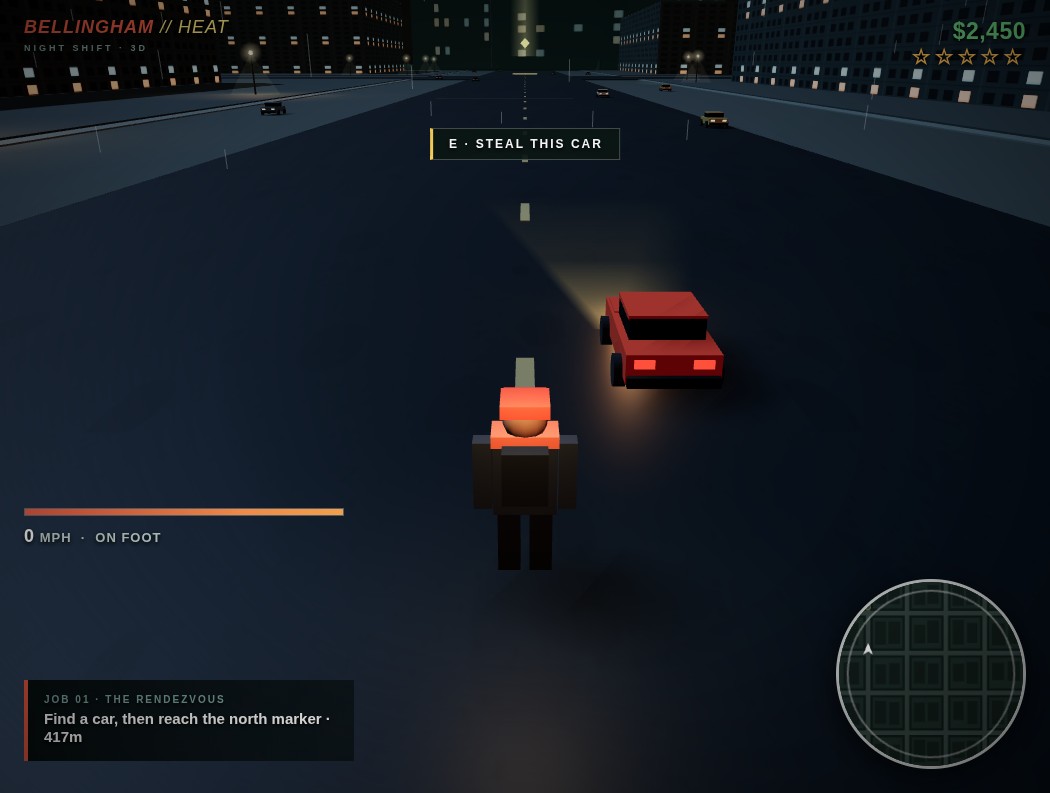 BELLINGHAM // HEAT
NIGHT SHIFT · 3D
$2,450
E · STEAL THIS CAR
0 MPH · ON FOOT
JOB 01 · THE RENDEZVOUS
Find a car, then reach the north marker ·
417m